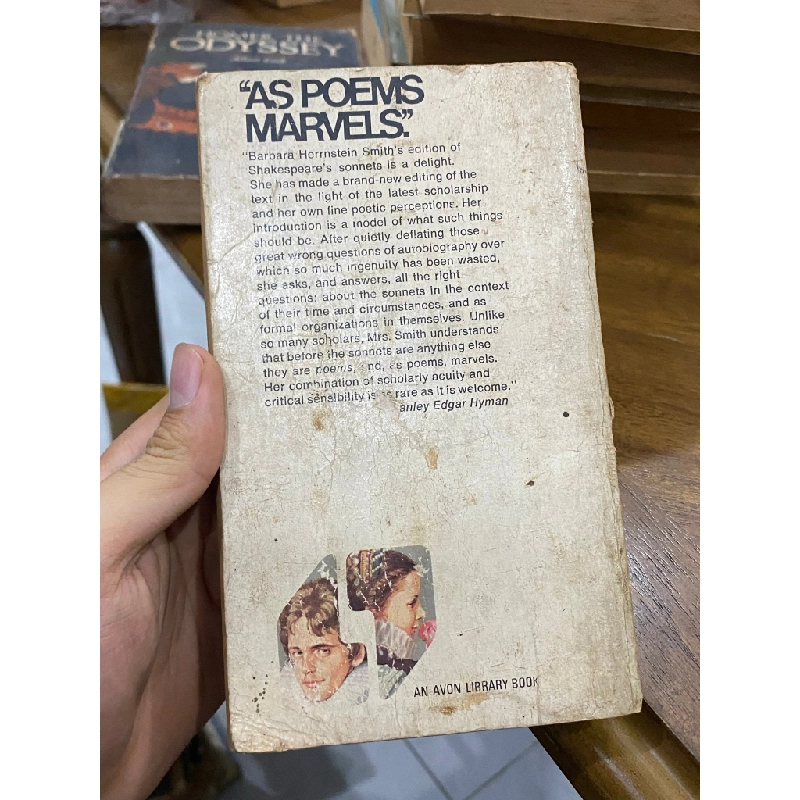 HOMER THE
ODYSSEY
"AS POEMS
MARVELS."
"Barbara Herrnstein Smith's edition of
Shakespeare's sonnets is a delight.
She has made a brand-new editing of the
text in the light of the latest scholarship
and her own fine poetic perceptions. Her
Introduction is a model of what such things
should be. After quietly deflating those
great wrong questions of autobiography over
which so much ingenuity has been wasted,
she asks, and answers, all the right
questions: about the sonnets in the context
of their time and circumstances, and as
formal organizations in themselves. Unlike
so many scholars, Mrs. Smith understands
that before the sonnets are anything else
they are poems, as poems, marvels.
Her combination of scholarly acuity and
critical sensibility is rare as it is welcome."
anley Edgar Hyman
AN AVON LIBRARY BOOK